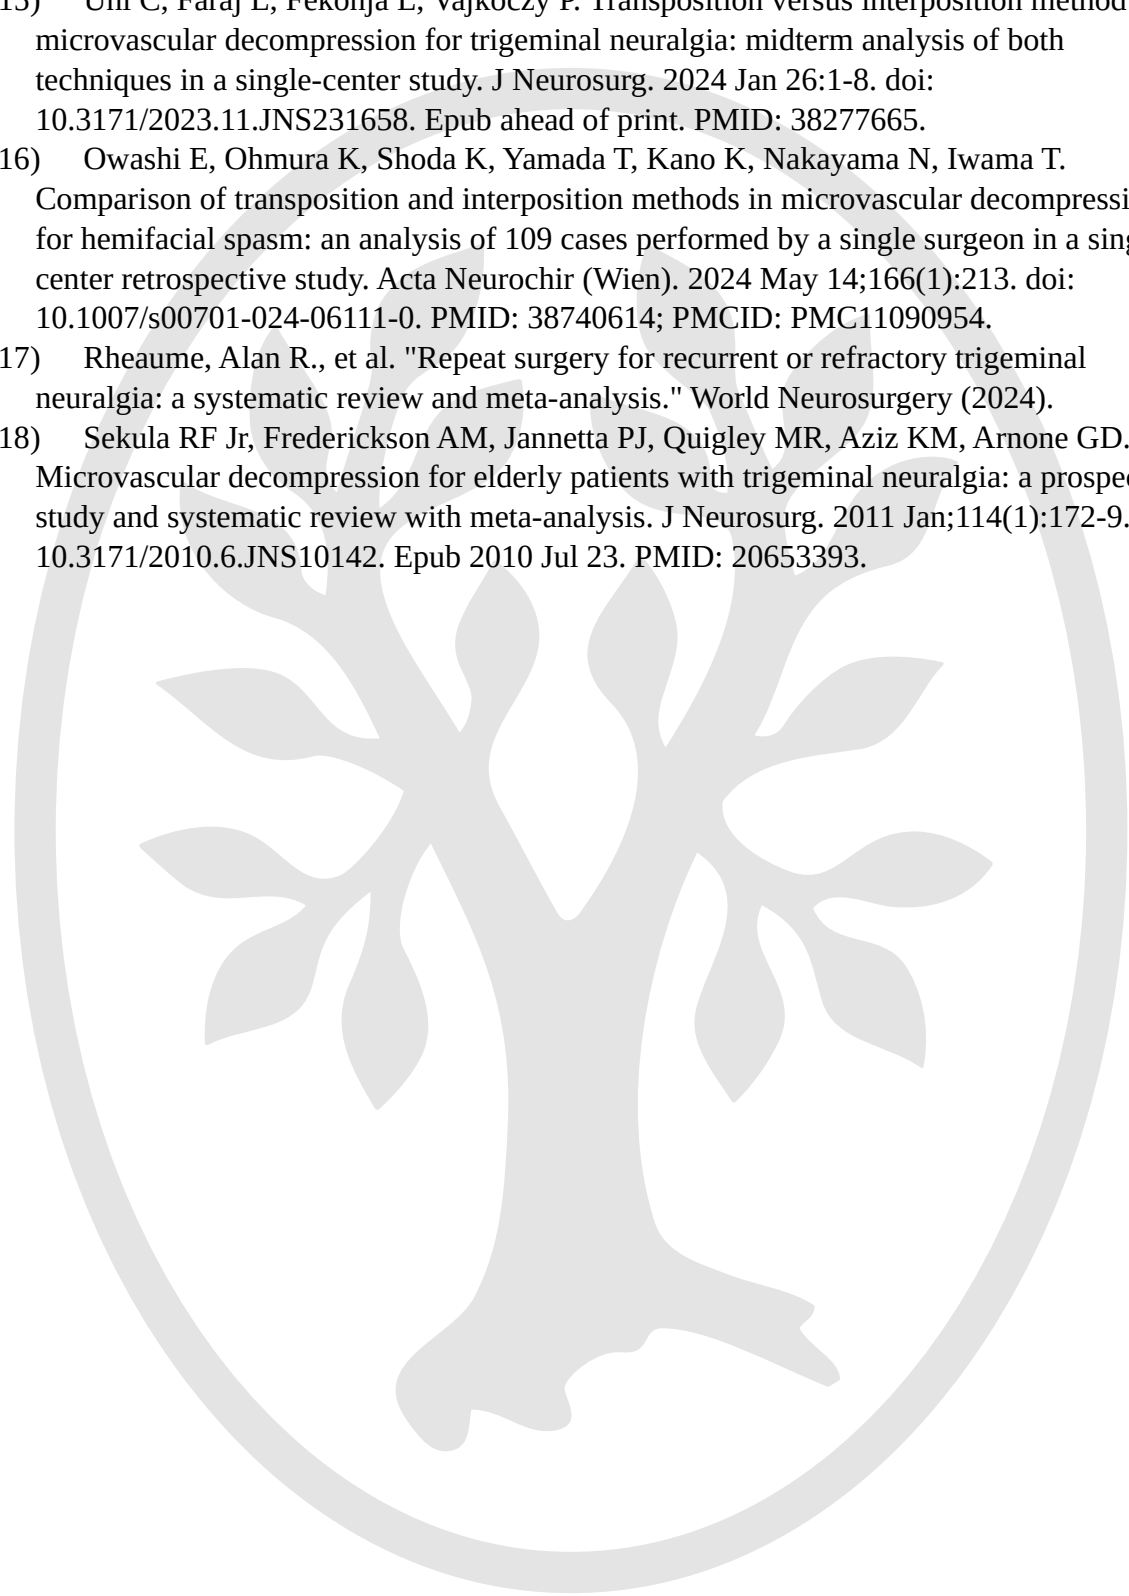 15) Uhl C, Faraj L, Fekonja L, Vajkoczy P. Transposition versus interposition method
microvascular decompression for trigeminal neuralgia: midterm analysis of both
techniques in a single-center study. J Neurosurg. 2024 Jan 26:1-8. doi:
10.3171/2023.11.JNS231658. Epub ahead of print. PMID: 38277665.
16) Owashi E, Ohmura K, Shoda K, Yamada T, Kano K, Nakayama N, Iwama T.
Comparison of transposition and interposition methods in microvascular decompressi
for hemifacial spasm: an analysis of 109 cases performed by a single surgeon in a sing
center retrospective study. Acta Neurochir (Wien). 2024 May 14;166(1):213. doi:
10.1007/s00701-024-06111-0. PMID: 38740614; PMCID: PMC11090954.
17) Rheaume, Alan R., et al. "Repeat surgery for recurrent or refractory trigeminal
neuralgia: a systematic review and meta-analysis." World Neurosurgery (2024).
18) Sekula RF Jr, Frederickson AM, Jannetta PJ, Quigley MR, Aziz KM, Arnone GD.
Microvascular decompression for elderly patients with trigeminal neuralgia: a prospec
study and systematic review with meta-analysis. J Neurosurg. 2011 Jan;114(1):172-9.
10.3171/2010.6.JNS10142. Epub 2010 Jul 23. PMID: 20653393.